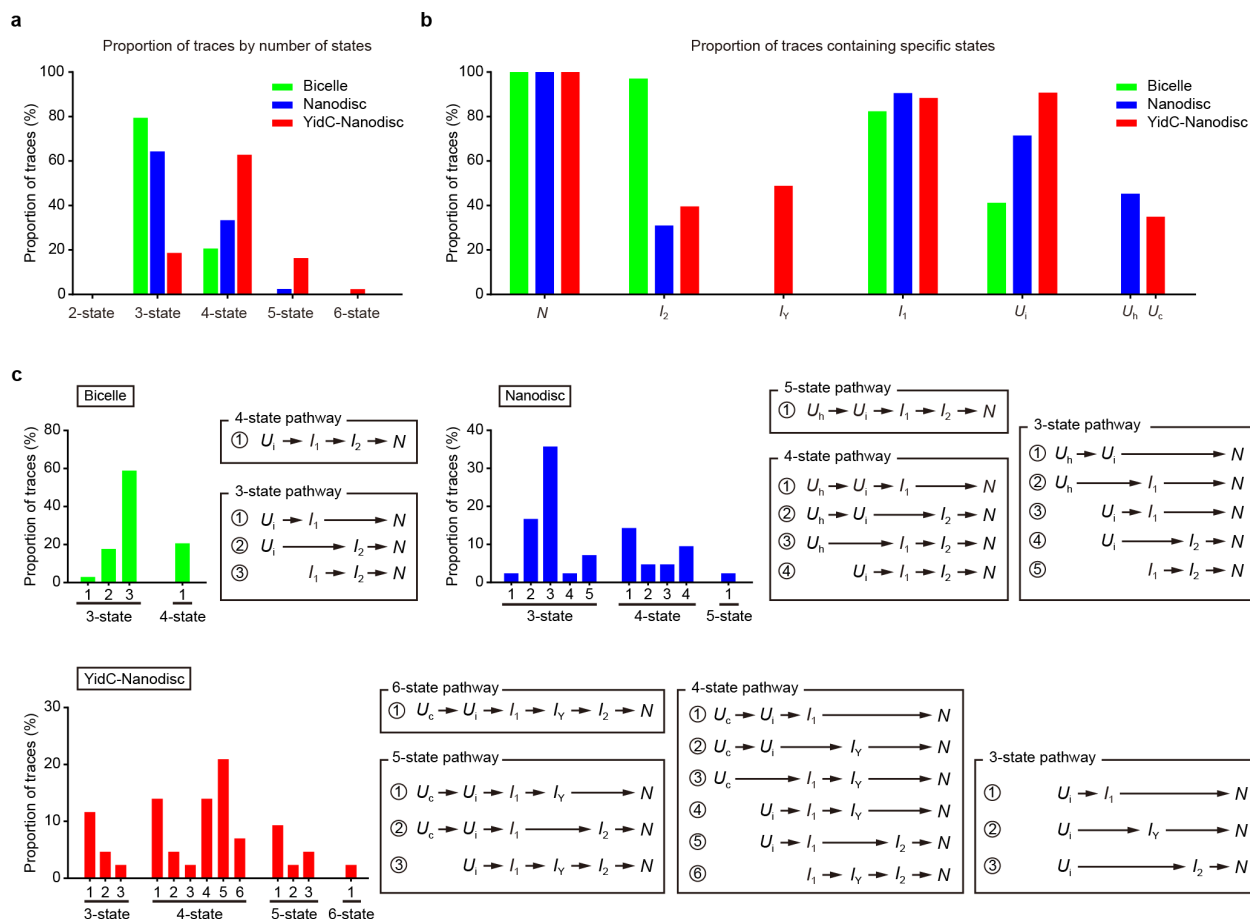 a
Proportion of traces by number of states
Proportion of traces (%)
100
80
60
40
20
0
Bicelle
Nanodisc
YidC-Nanodisc
2-state 3-state 4-state 5-state 6-state
b
Proportion of traces containing specific states
Proportion of traces (%)
100
80
60
40
20
0
Bicelle
Nanodisc
YidC-Nanodisc
N I2 IY I1 Ui Uh Uc
c
Bicelle
Proportion of traces (%)
80
60
40
20
0
1 2 3 1
3-state 4-state
4-state pathway
① Ui → I1 → I2 → N
3-state pathway
① Ui → I1 → N
② Ui → I2 → N
③ I1 → I2 → N
Nanodisc
Proportion of traces (%)
40
30
20
10
0
1 2 3 4 5 1 2 3 4 1
3-state 4-state 5-state
5-state pathway
① Uh → Ui → I1 → I2 → N
4-state pathway
① Uh → Ui → I1 → N
② Uh → Ui → I2 → N
③ Uh → I1 → I2 → N
④ Ui → I1 → I2 → N
3-state pathway
① Uh → Ui → N
② Uh → I1 → N
③ Ui → I1 → N
④ Ui → I2 → N
⑤ I1 → I2 → N
YidC-Nanodisc
Proportion of traces (%)
30
20
10
0
1 2 3 1 2 3 4 5 6 1 2 3 1
3-state 4-state 5-state 6-state
6-state pathway
① Uc → Ui → I1 → IY → I2 → N
5-state pathway
① Uc → Ui → I1 → IY → N
② Uc → Ui → I1 → I2 → N
③ Ui → I1 → IY → I2 → N
4-state pathway
① Uc → Ui → I1 → N
② Uc → Ui → IY → N
③ Uc → I1 → IY → N
④ Ui → I1 → IY → N
⑤ Ui → I1 → I2 → N
⑥ I1 → IY → I2 → N
3-state pathway
① Ui → I1 → N
② Ui → IY → N
③ Ui → I2 → N